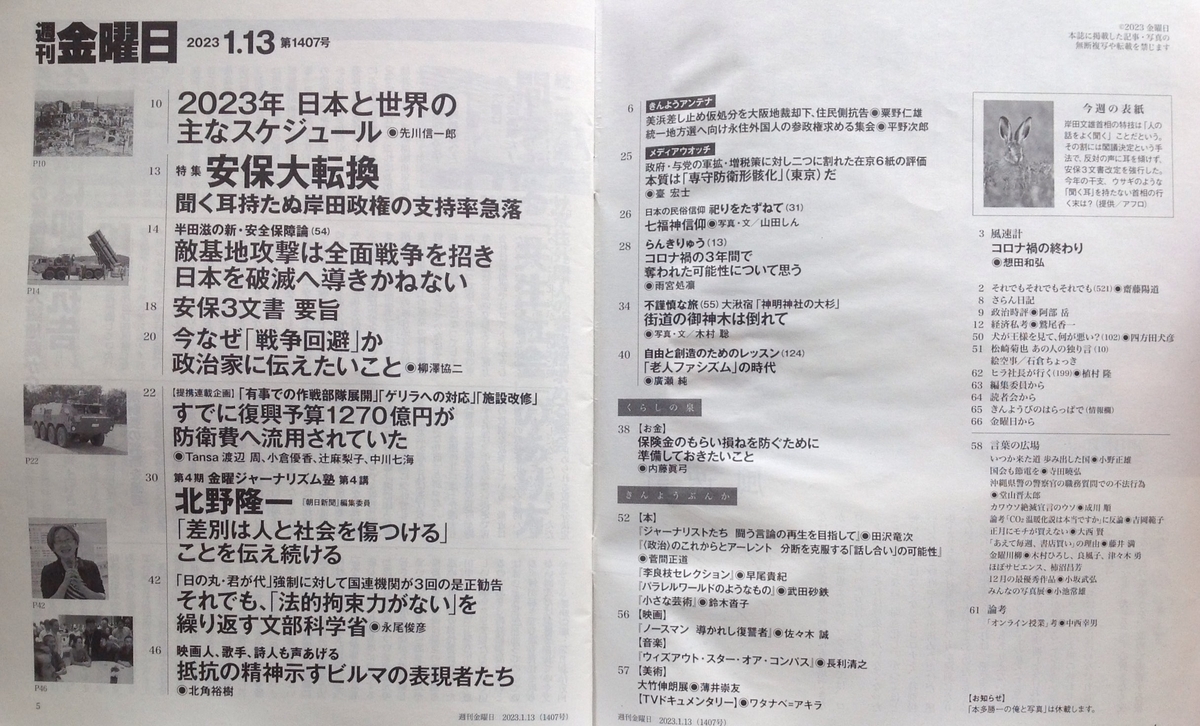 週刊金曜日 2023 1.13 第1407号
P10
10 2023年 日本と世界の
主なスケジュール ◉先川信一郎
13 特集 安保大転換
聞く耳持たぬ岸田政権の支持率急落
P14
14 半田滋の新・安全保障論(54)
敵基地攻撃は全面戦争を招き
日本を破滅へ導きかねない
18 安保3文書 要旨
20 今なぜ「戦争回避」か
政治家に伝えたいこと ◉柳澤協二
P22
22 【提携連載企画】「有事での作戦部隊展開」「ゲリラへの対応」「施設改修」
すでに復興予算1270億円が
防衛費へ流用されていた
◉Tansa 渡辺 周、小倉優香、辻麻梨子、中川七海
30 第4期 金曜ジャーナリズム塾 第4講
北野隆一 『朝日新聞』編集委員
「差別は人と社会を傷つける」
ことを伝え続ける
P42
42 「日の丸・君が代」強制に対して国連機関が3回の是正勧告
それでも、「法的拘束力がない」を
繰り返す文部科学省 ◉永尾俊彦
P46
46 映画人、歌手、詩人も声あげる
抵抗の精神示すビルマの表現者たち
◉北角裕樹
5
週刊金曜日 2023.1.13 (1407号)
6 きんようアンテナ
美浜差し止め仮処分を大阪地裁却下、住民側抗告◉粟野仁雄
統一地方選へ向け永住外国人の参政権求める集会◉平野次郎
25 メディアウオッチ
政府・与党の軍拡・増税策に対し二つに割れた在京6紙の評価
本質は「専守防衛形骸化」(東京)だ
◉臺 宏士
26 日本の民俗信仰 祀りをたずねて(31)
七福神信仰◉写真・文/山田しん
28 らんきりゅう(13)
コロナ禍の3年間で
奪われた可能性について思う
◉雨宮処凛
34 不謹慎な旅(55) 大湫宿「神明神社の大杉」
街道の御神木は倒れて
◉写真・文/木村 聡
40 自由と創造のためのレッスン(124)
「老人ファシズム」の時代
◉廣瀬 純
くらしの泉
38 【お金】
保険金のもらい損ねを防ぐために
準備しておきたいこと
◉内藤眞弓
きんようぶんか
52 【本】
『ジャーナリストたち 闘う言論の再生を目指して』◉田沢竜次
『〈政治〉のこれからとアーレント 分断を克服する「話し合い」の可能性』
◉菅間正道
『李良枝セレクション』◉早尾貴紀
『パラレルワールドのようなもの』◉武田砂鉄
『小さな芸術』◉鈴木沓子
56 【映画】
『ノースマン 導かれし復讐者』◉佐々木 誠
【音楽】
『ウィズアウト・スター・オア・コンパス』◉長利清之
57 【美術】
大竹伸朗展◉薄井崇友
【TVドキュメンタリー】◉ワタナベ=アキラ
週刊金曜日 2023.1.13 (1407号)
©2023 金曜日
本誌に掲載した記事・写真の
無断複写や転載を禁じます
今週の表紙
岸田文雄首相の特技は「人の
話をよく聞く」ことだという。
その割には閣議決定という手
法で、反対の声に耳を傾けず、
安保3文書改定を強行した。
今年の干支、ウサギのような
「聞く耳」を持たない首相の行
く末は?(提供/アフロ)
3 風速計
コロナ禍の終わり
◉想田和弘
2 それでもそれでもそれでも(521)◉齋藤陽道
8 さらん日記
9 政治時評◉阿部 岳
12 経済私考◉鷲尾香一
50 犬が王様を見て、何が悪い?(102)◉四方田犬彦
51 松崎菊也 あの人の独り言(10)
絵空事/石倉ちょっき
62 ヒラ社長が行く(199)◉植村 隆
63 編集委員から
64 読者会から
65 きんようびのはらっぱで(情報欄)
66 金曜日から
58 言葉の広場
いつか来た道 歩み出した国◉小野正雄
国会も節電を◉寺田暁弘
沖縄県警の警察官の職務質問での不法行為
◉堂山晋太郎
カワウソ絶滅宣言のウソ◉成川 順
論考「CO₂温暖化説は本当ですか」に反論◉吉岡範子
正月にモチが買えない◉大西 賢
「あえて毎週、書店買い」の理由◉藤井 満
金曜川柳◉木村ひろし、良風子、津々木 勇
ほぼサピエンス、柿沼昌芳
12月の最優秀作品◉小坂武弘
みんなの写真展◉小池常雄
61 論考
「オンライン授業」考◉中西幸男
【お知らせ】
「本多勝一の俺と写真」は休載します。